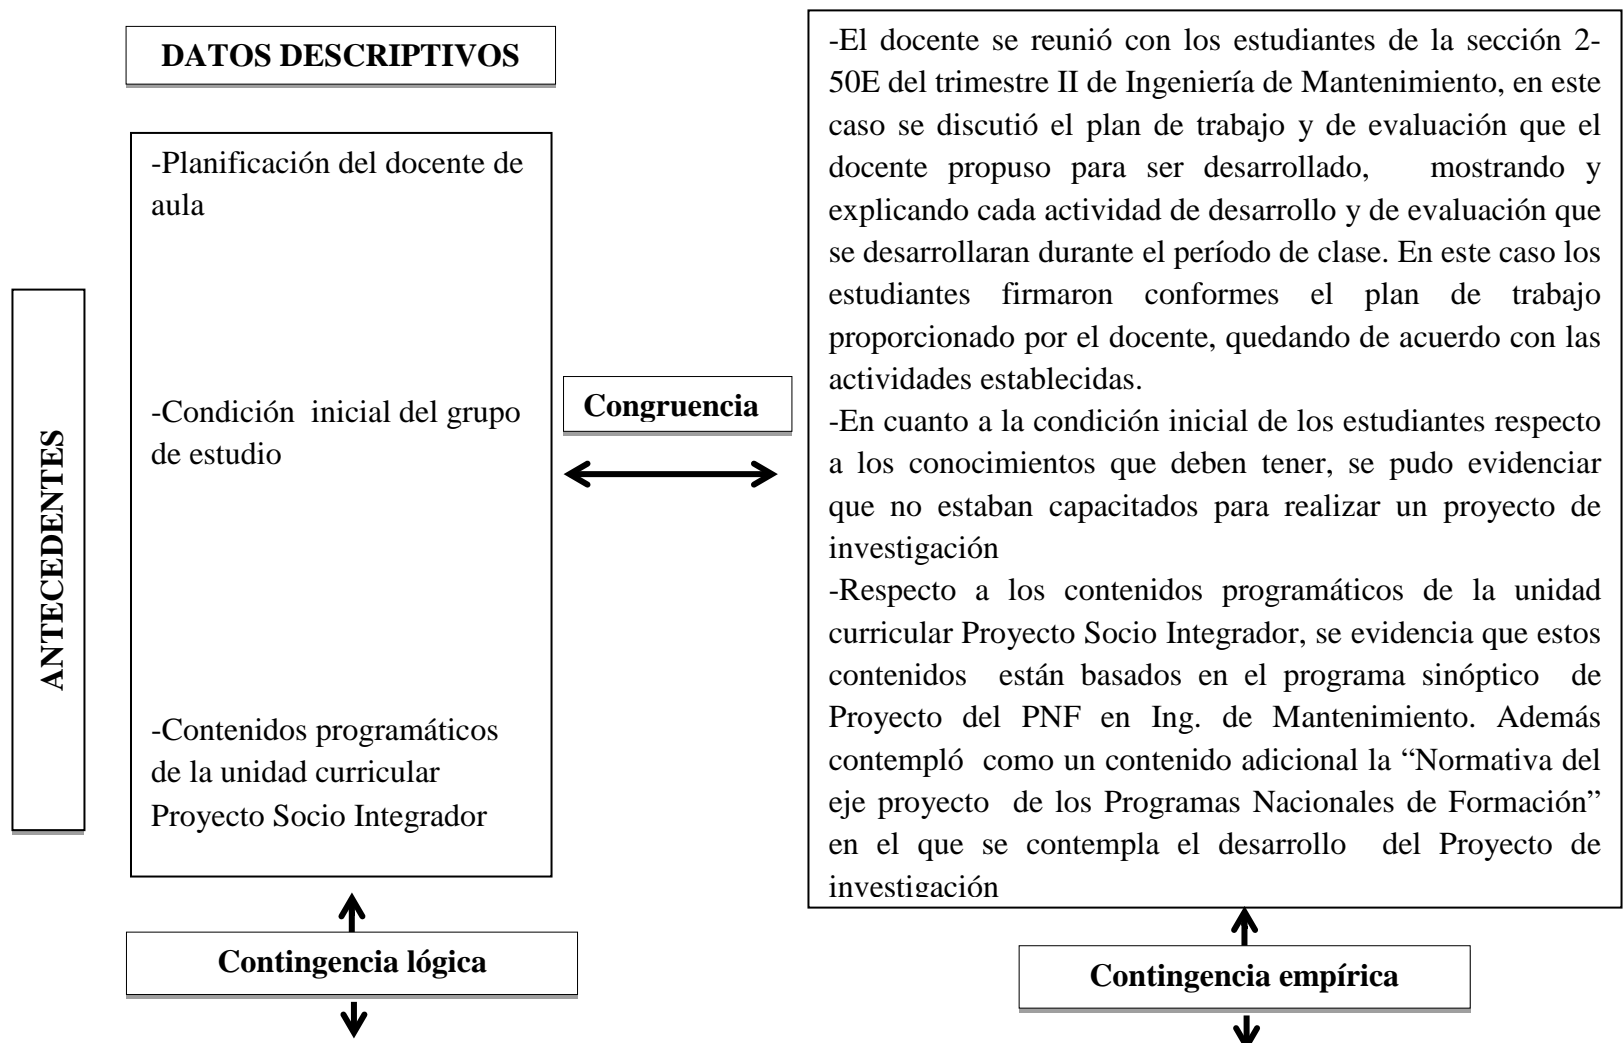 DATOS DESCRIPTIVOS
ANTECEDENTES
-Planificación del docente de
aula
-Condición inicial del grupo
de estudio
-Contenidos programáticos
de la unidad curricular
Proyecto Socio Integrador
Congruencia
-El docente se reunió con los estudiantes de la sección 2-
50E del trimestre II de Ingeniería de Mantenimiento, en este
caso se discutió el plan de trabajo y de evaluación que el
docente propuso para ser desarrollado, mostrando y
explicando cada actividad de desarrollo y de evaluación que
se desarrollaran durante el período de clase. En este caso los
estudiantes firmaron conformes el plan de trabajo
proporcionado por el docente, quedando de acuerdo con las
actividades establecidas.
-En cuanto a la condición inicial de los estudiantes respecto
a los conocimientos que deben tener, se pudo evidenciar
que no estaban capacitados para realizar un proyecto de
investigación
-Respecto a los contenidos programáticos de la unidad
curricular Proyecto Socio Integrador, se evidencia que estos
contenidos están basados en el programa sinóptico de
Proyecto del PNF en Ing. de Mantenimiento. Además
contempló como un contenido adicional la “Normativa del
eje proyecto de los Programas Nacionales de Formación”
en el que se contempla el desarrollo del Proyecto de
investigación
Contingencia lógica
Contingencia empírica